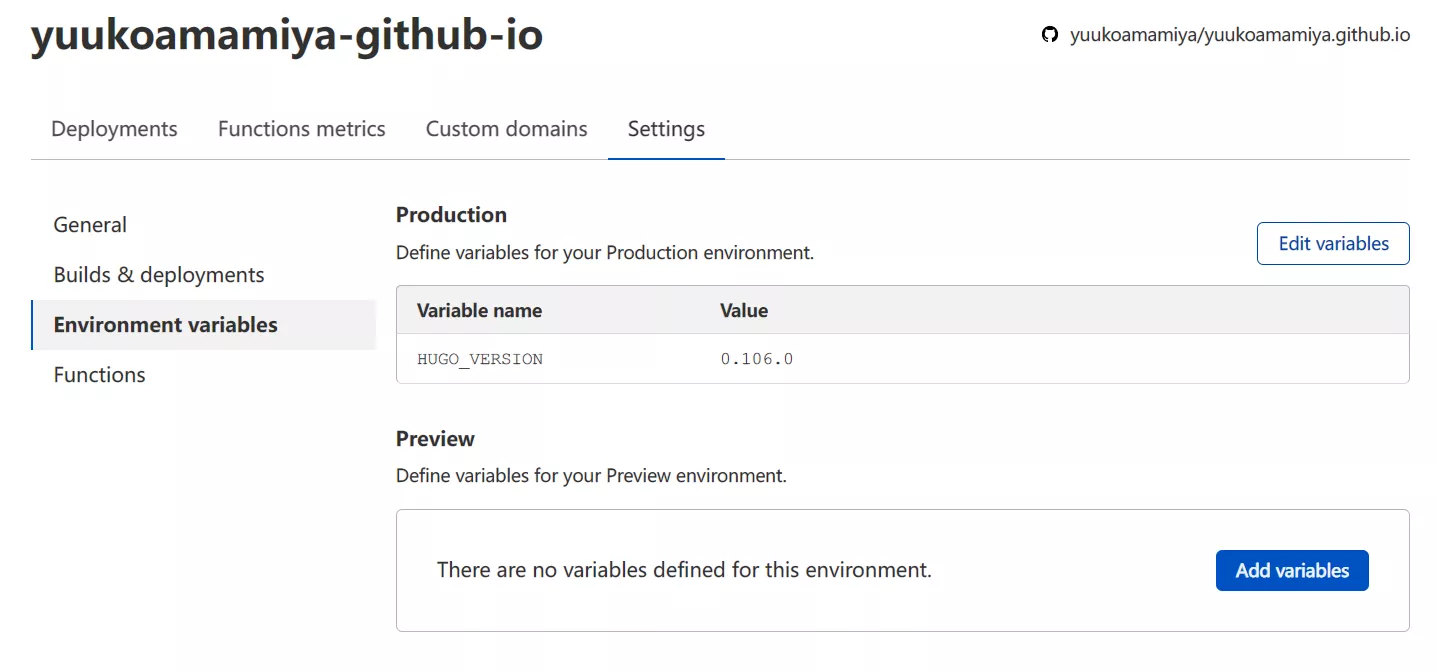 yuukoamamiya-github-io
yuukoamamiya/yuukoamamiya.github.io
Deployments Functions metrics Custom domains Settings
General
Builds & deployments
Environment variables
Functions
Production
Define variables for your Production environment.
Edit variables
Variable name Value
HUGO_VERSION 0.106.0
Preview
Define variables for your Preview environment.
There are no variables defined for this environment.
Add variables